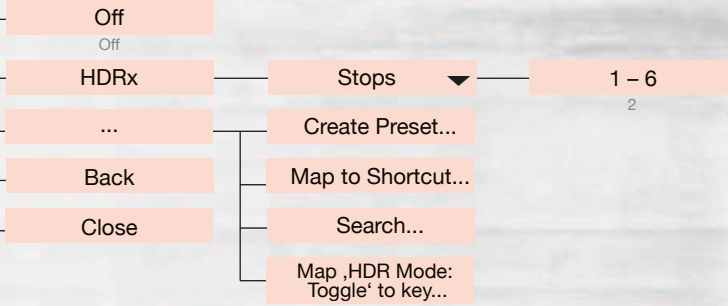 Off
Off
HDRx
Stops
1 – 6
2
...
Create Preset...
Back
Map to Shortcut...
Close
Search...
Map ‚HDR Mode:
Toggle‘ to key...